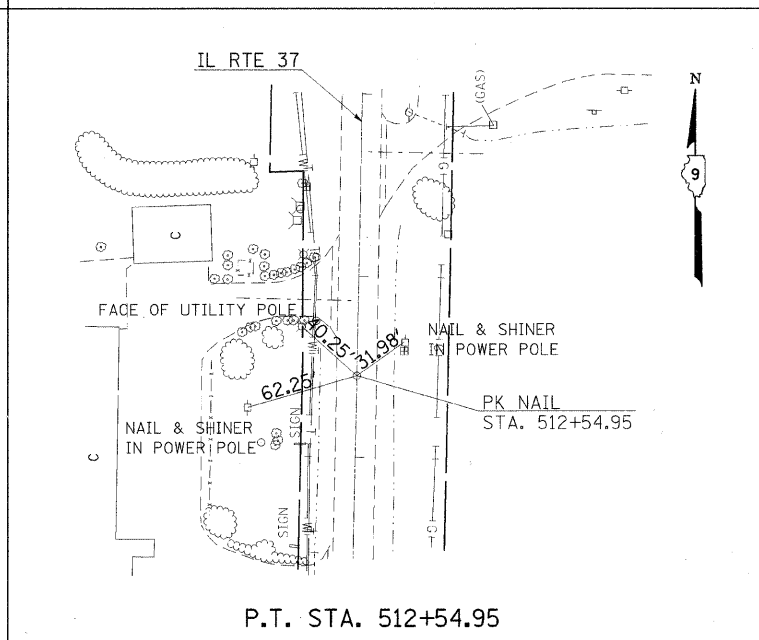 IL RTE 37
(GAS)
N
9
W
G
C
FACE OF UTILITY POLE
40.25'
31.98'
NAIL & SHINER
IN POWER POLE
W
G
62.25'
PK NAIL
STA. 512+54.95
NAIL & SHINER
IN POWER POLE
SIGN
C
SIGN
W
G
P.T. STA. 512+54.95